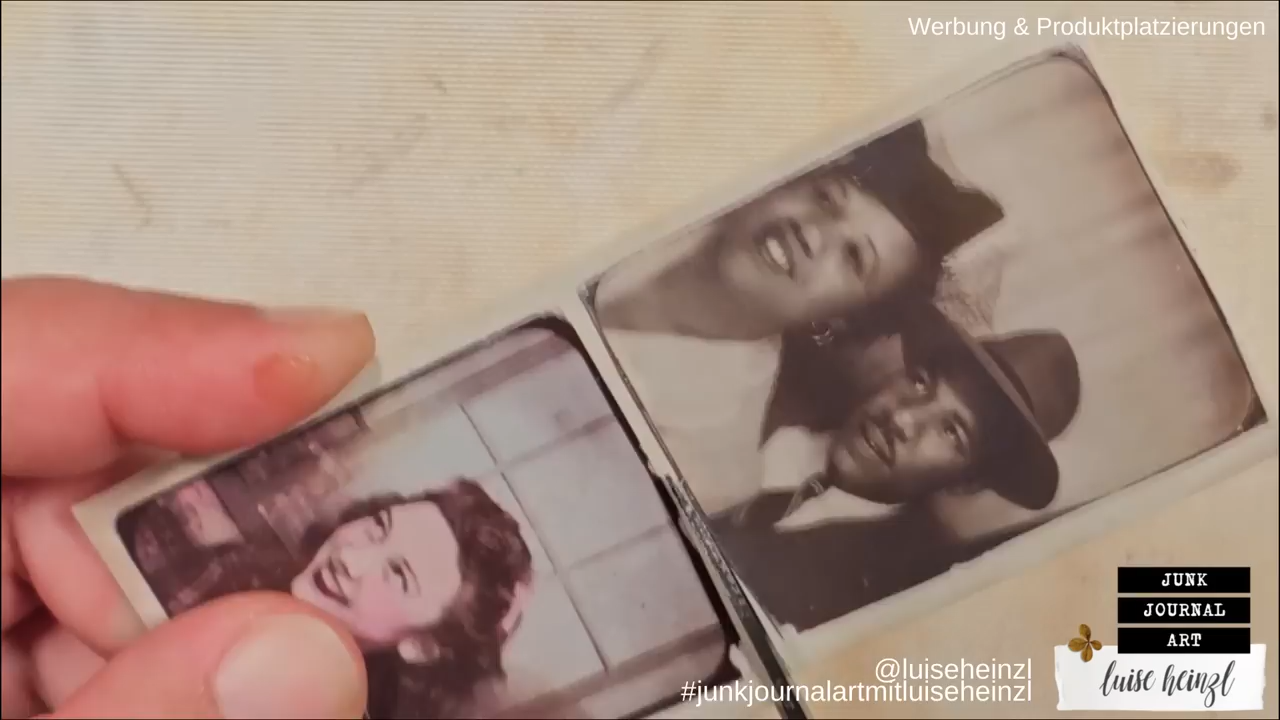 Werbung & Produktplatzierungen
JUNK
JOURNAL
ART
@luiseheinzl
#junkjournalartmitluiseheinzl
luise heinzl